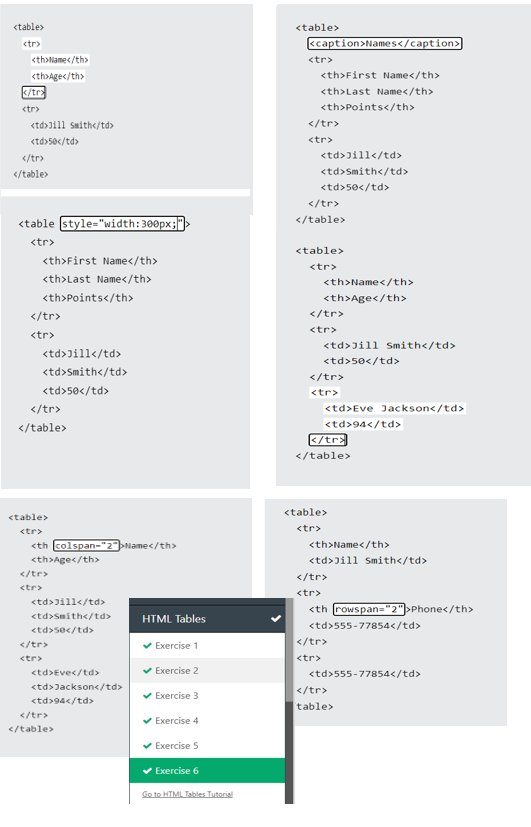 <table>
<tr>
<th>Name</th>
<th>Age</th>
</tr>
<tr>
<td>Jill Smith</td>
<td>50</td>
</tr>
</table>
<table>
<caption>Names</caption>
<tr>
<th>First Name</th>
<th>Last Name</th>
<th>Points</th>
</tr>
<tr>
<td>Jill</td>
<td>Smith</td>
<td>50</td>
</tr>
</table>
<table style="width:300px;">
<tr>
<th>First Name</th>
<th>Last Name</th>
<th>Points</th>
</tr>
<tr>
<td>Jill</td>
<td>Smith</td>
<td>50</td>
</tr>
</table>
<table>
<tr>
<th>Name</th>
<th>Age</th>
</tr>
<tr>
<td>Jill Smith</td>
<td>50</td>
</tr>
<tr>
<td>Eve Jackson</td>
<td>94</td>
</tr>
</table>
<table>
<tr>
<th colspan="2">Name</th>
<th>Age</th>
</tr>
<tr>
<td>Jill</td>
<td>Smith</td>
<td>50</td>
</tr>
<tr>
<td>Eve</td>
<td>Jackson</td>
<td>94</td>
</tr>
</table>
<table>
<tr>
<th>Name</th>
<td>Jill Smith</td>
</tr>
<tr>
<th rowspan="2">Phone</th>
<td>555-77854</td>
</tr>
<tr>
<td>555-77854</td>
</tr>
table>
HTML Tables
Exercise 1
Exercise 2
Exercise 3
Exercise 4
Exercise 5
Exercise 6
Go to HTML Tables Tutorial